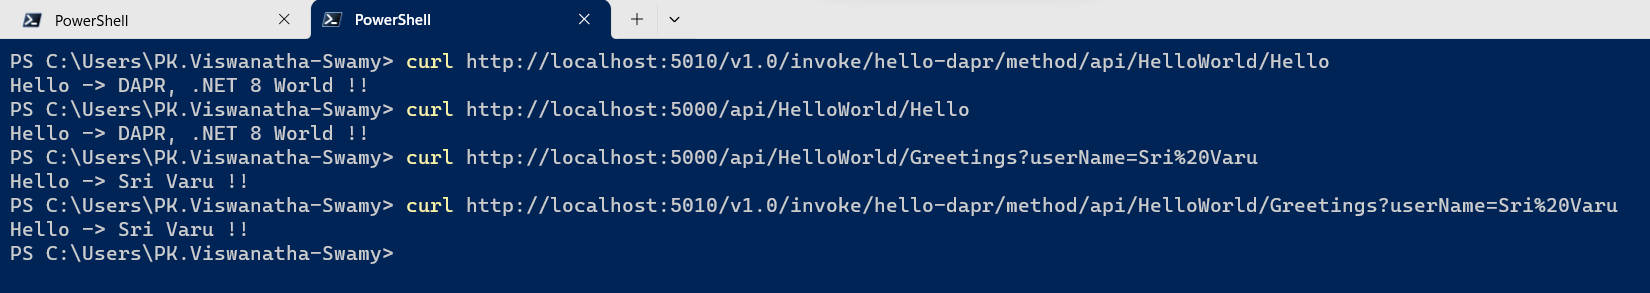 PowerShell
PowerShell
PS C:\Users\PK.Viswanatha-Swamy> curl http://localhost:5010/v1.0/invoke/hello-dapr/method/api/HelloWorld/Hello
Hello -> DAPR, .NET 8 World !!
PS C:\Users\PK.Viswanatha-Swamy> curl http://localhost:5000/api/HelloWorld/Hello
Hello -> DAPR, .NET 8 World !!
PS C:\Users\PK.Viswanatha-Swamy> curl http://localhost:5000/api/HelloWorld/Greetings?userName=Sri%20Varu
Hello -> Sri Varu !!
PS C:\Users\PK.Viswanatha-Swamy> curl http://localhost:5010/v1.0/invoke/hello-dapr/method/api/HelloWorld/Greetings?userName=Sri%20Varu
Hello -> Sri Varu !!
PS C:\Users\PK.Viswanatha-Swamy>